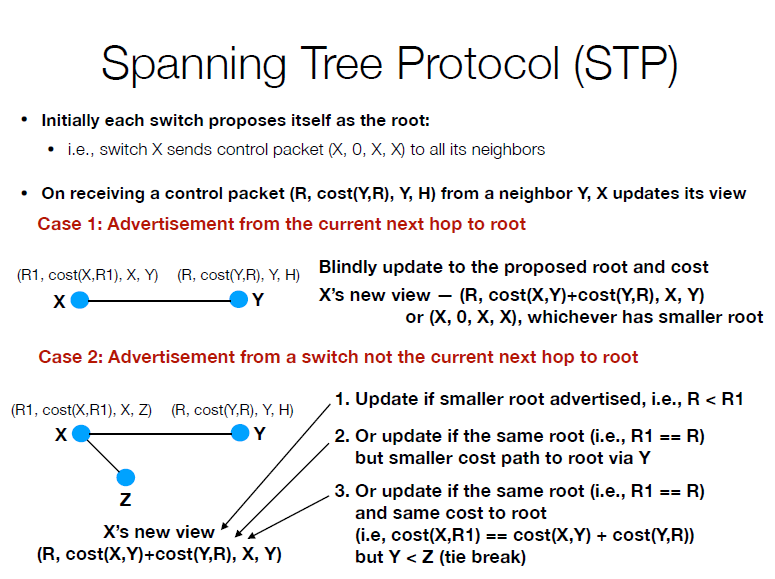 Spanning Tree Protocol (STP)
• Initially each switch proposes itself as the root:
• i.e., switch X sends control packet (X, 0, X, X) to all its neighbors
• On receiving a control packet (R, cost(Y,R), Y, H) from a neighbor Y, X updates its view
Case 1: Advertisement from the current next hop to root
(R1, cost(X,R1), X, Y) (R, cost(Y,R), Y, H)
X Y
Blindly update to the proposed root and cost
X's new view — (R, cost(X,Y)+cost(Y,R), X, Y)
or (X, 0, X, X), whichever has smaller root
Case 2: Advertisement from a switch not the current next hop to root
(R1, cost(X,R1), X, Z) (R, cost(Y,R), Y, H)
X Y
Z
X's new view
(R, cost(X,Y)+cost(Y,R), X, Y)
1. Update if smaller root advertised, i.e., R < R1
2. Or update if the same root (i.e., R1 == R)
but smaller cost path to root via Y
3. Or update if the same root (i.e., R1 == R)
and same cost to root
(i.e, cost(X,R1) == cost(X,Y) + cost(Y,R))
but Y < Z (tie break)